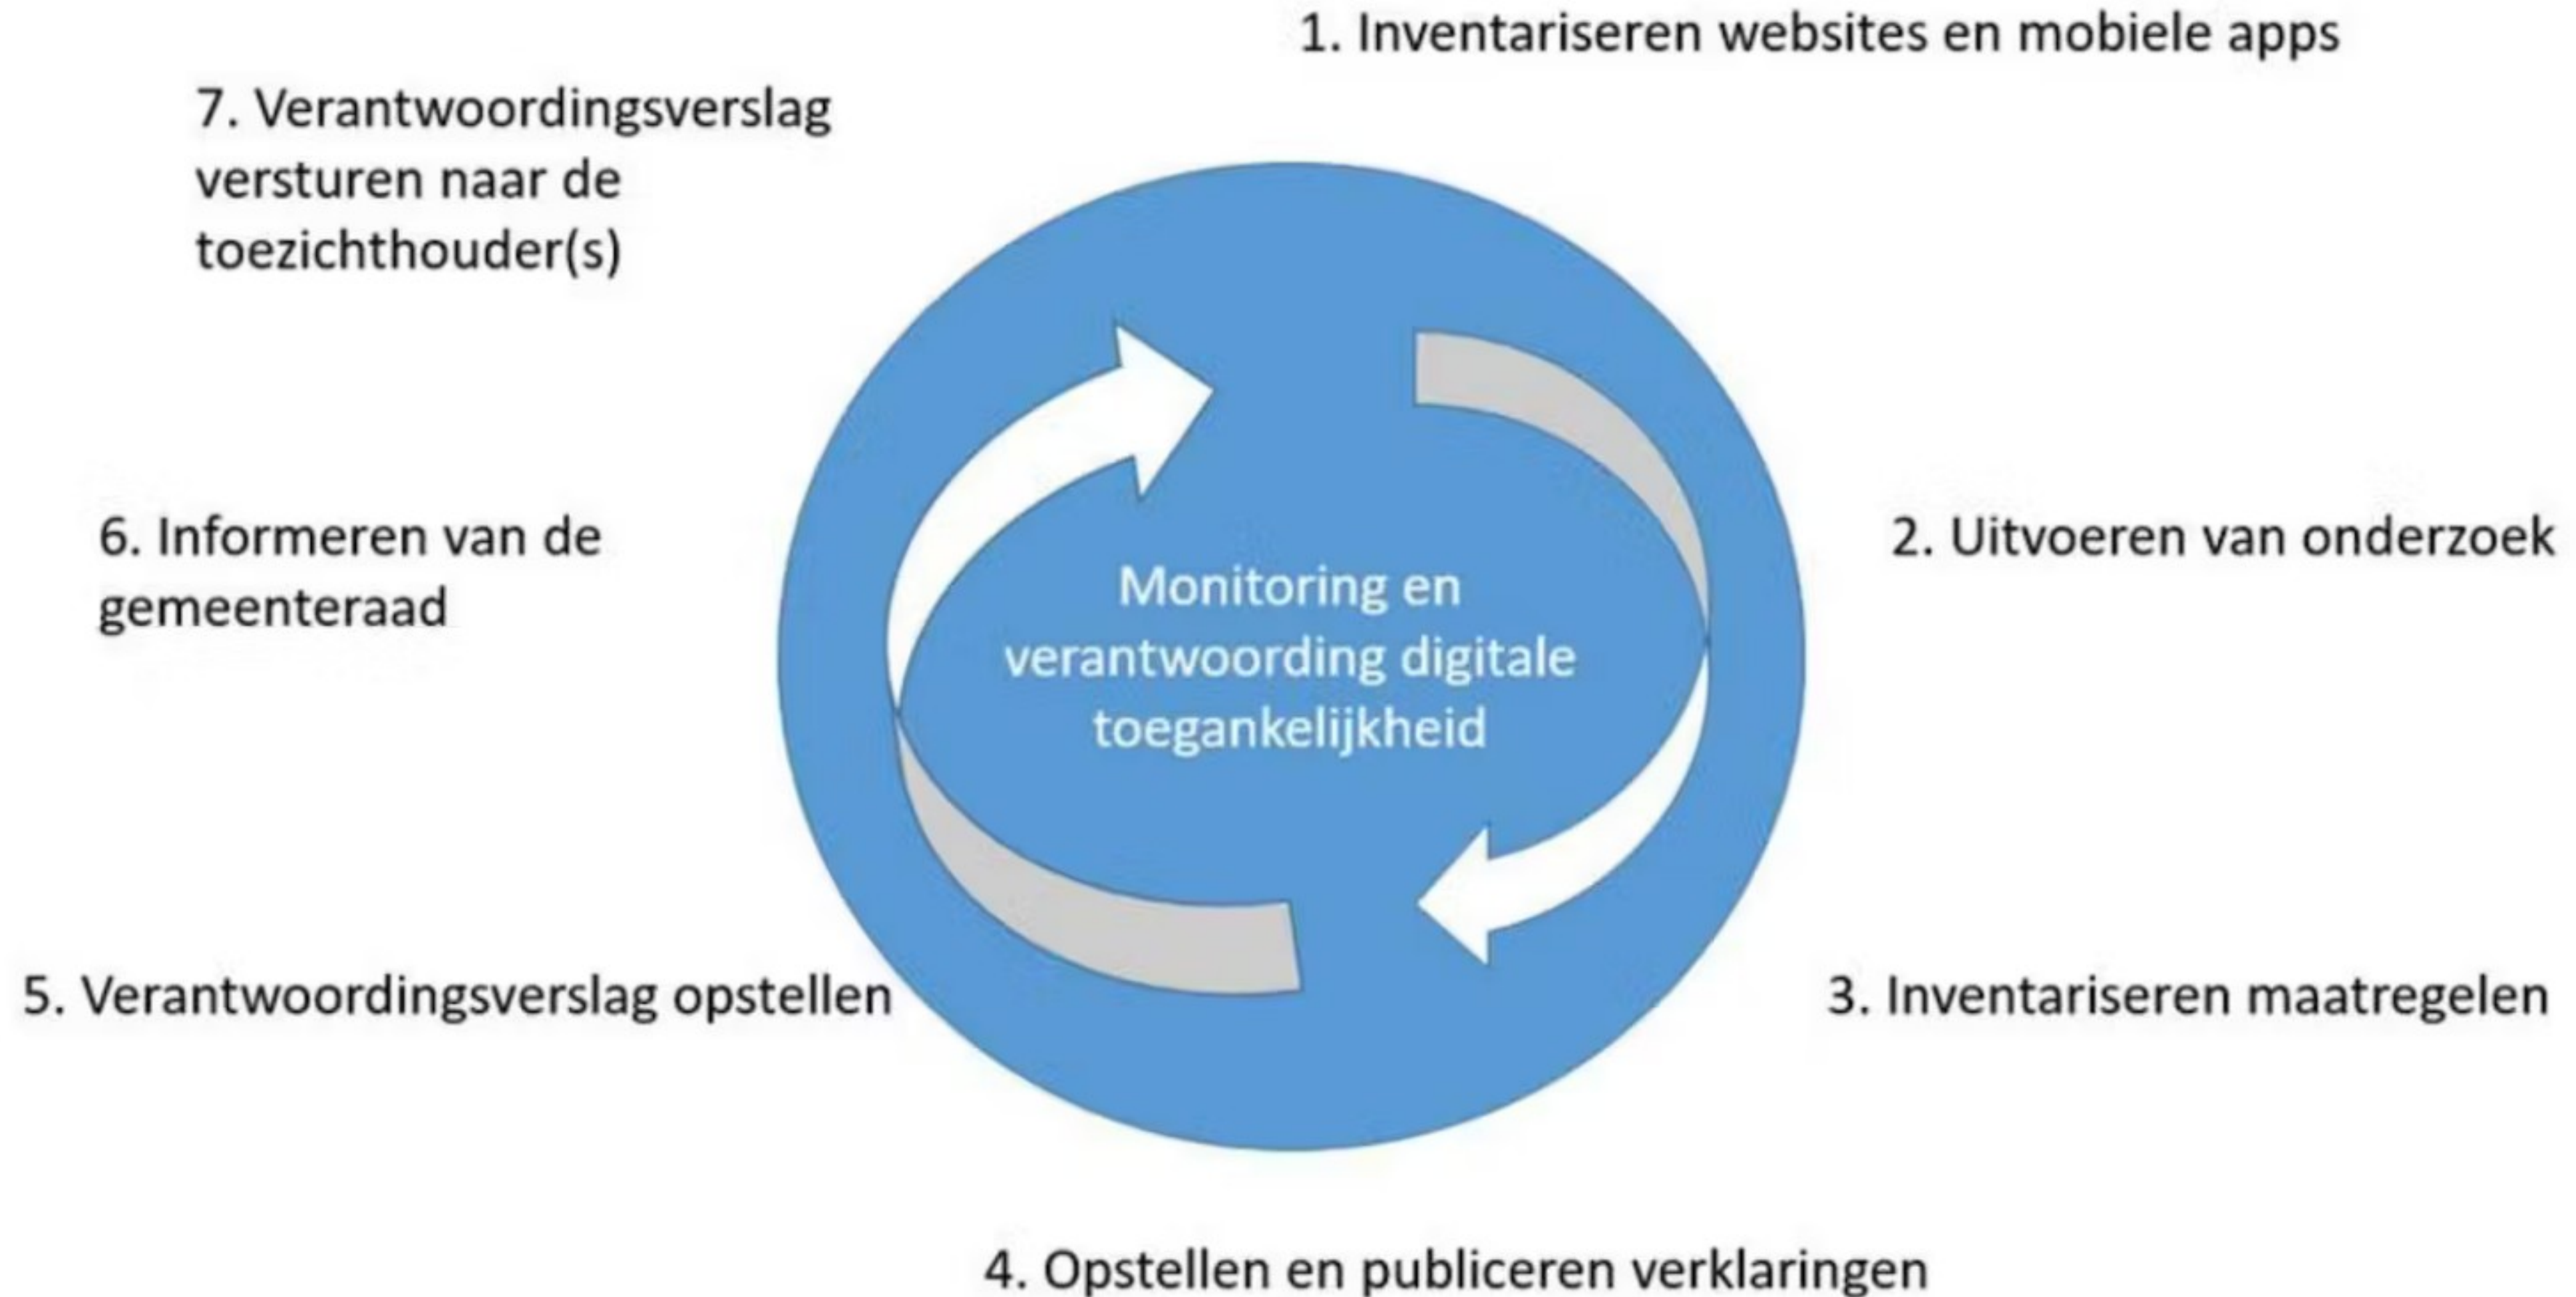 1. Inventariseren websites en mobiele apps
2. Uitvoeren van onderzoek
3. Inventariseren maatregelen
4. Opstellen en publiceren verklaringen
5. Verantwoordingsverslag opstellen
6. Informeren van de
gemeenteraad
7. Verantwoordingsverslag
versturen naar de
toezichthouder(s)
Monitoring en
verantwoording digitale
toegankelijkheid